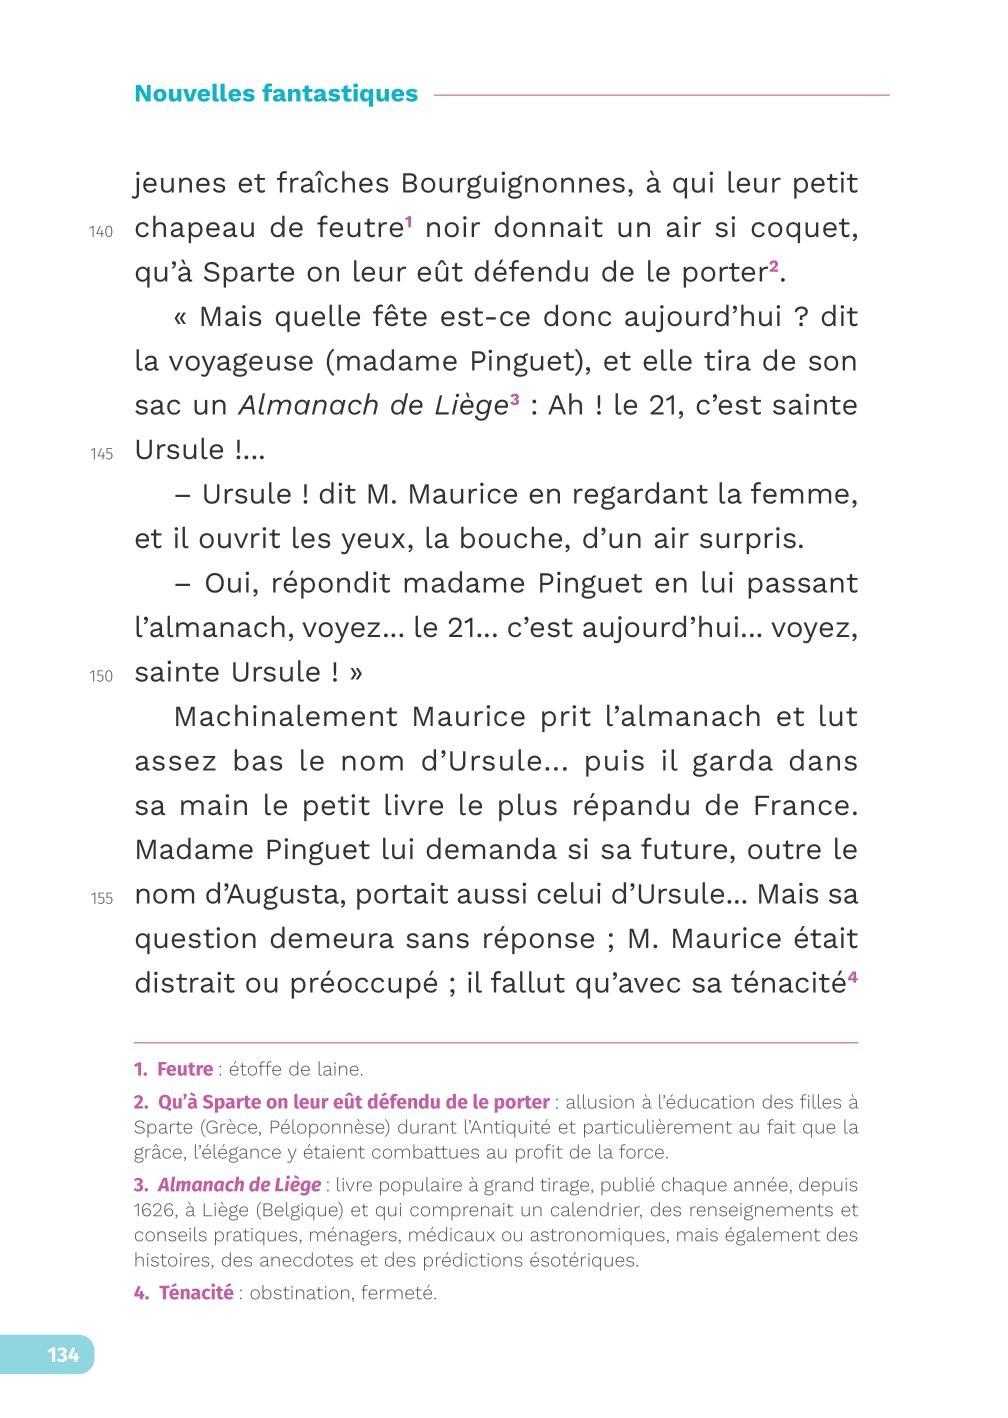 Nouvelles fantastiques
jeunes et fraîches Bourguignonnes, à qui leur petit
140 chapeau de feutre¹ noir donnait un air si coquet,
qu’à Sparte on leur eût défendu de le porter².
« Mais quelle fête est-ce donc aujourd’hui ? dit
la voyageuse (madame Pinguet), et elle tira de son
sac un Almanach de Liège³ : Ah ! le 21, c’est sainte
145 Ursule !...
– Ursule ! dit M. Maurice en regardant la femme,
et il ouvrit les yeux, la bouche, d’un air surpris.
– Oui, répondit madame Pinguet en lui passant
l’almanach, voyez... le 21... c’est aujourd’hui... voyez,
150 sainte Ursule ! »
Machinalement Maurice prit l’almanach et lut
assez bas le nom d’Ursule... puis il garda dans
sa main le petit livre le plus répandu de France.
Madame Pinguet lui demanda si sa future, outre le
155 nom d’Augusta, portait aussi celui d’Ursule... Mais sa
question demeura sans réponse ; M. Maurice était
distrait ou préoccupé ; il fallut qu’avec sa ténacité⁴
1. Feutre : étoffe de laine.
2. Qu’à Sparte on leur eût défendu de le porter : allusion à l’éducation des filles à
Sparte (Grèce, Péloponnèse) durant l’Antiquité et particulièrement au fait que la
grâce, l’élégance y étaient combattues au profit de la force.
3. Almanach de Liège : livre populaire à grand tirage, publié chaque année, depuis
1626, à Liège (Belgique) et qui comprenait un calendrier, des renseignements et
conseils pratiques, ménagers, médicaux ou astronomiques, mais également des
histoires, des anecdotes et des prédictions ésotériques.
4. Ténacité : obstination, fermeté.
134